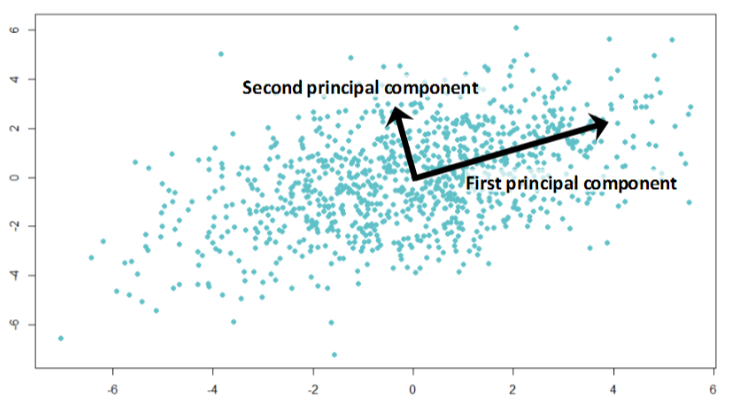 6
4
2
0
-2
-4
-6
Second principal component
First principal component
-6 -4 -2 0 2 4 6